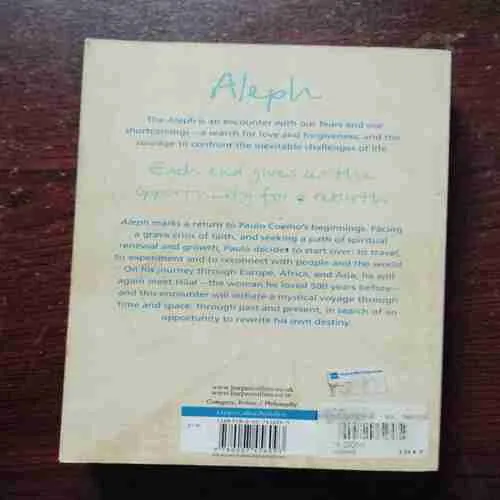 Aleph
The Aleph is an encounter with our fears and our
shortcomings—a search for love and forgiveness, and the
courage to confront the inevitable challenges of life.
Each end gives us the
opportunity for a rebirth
Aleph marks a return to Paulo Coelho's beginnings. Facing
a grave crisis of faith, and seeking a path of spiritual
renewal and growth, Paulo decides to start over: to travel,
to experiment and to reconnect with people and the world.
On his journey through Europe, Africa, and Asia, he will
again meet Hilal—the woman he loved 500 years before—
and this encounter will initiate a mystical voyage through
time and space, through past and present, in search of an
opportunity to rewrite his own destiny.
www.harpercollins.co.uk
www.harpercollins.co.in
Category: Fiction / Philosophy
HarperCollinsPublishers